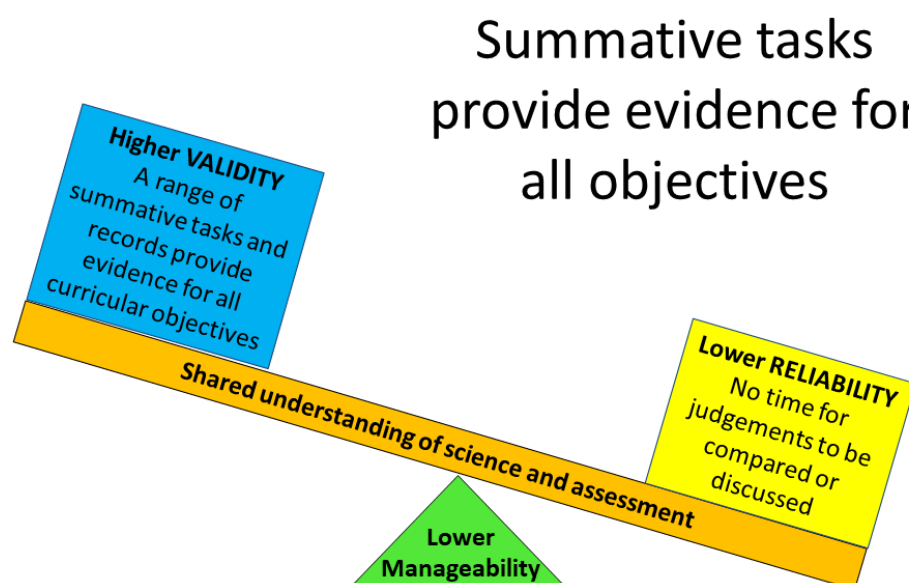 Summative tasks
provide evidence for
all objectives
Higher VALIDITY
A range of
summative tasks and
records provide
evidence for all
curricular objectives
Lower RELIABILITY
No time for
judgements to be
compared or
discussed
Shared understanding of science and assessment
Lower
Manageability